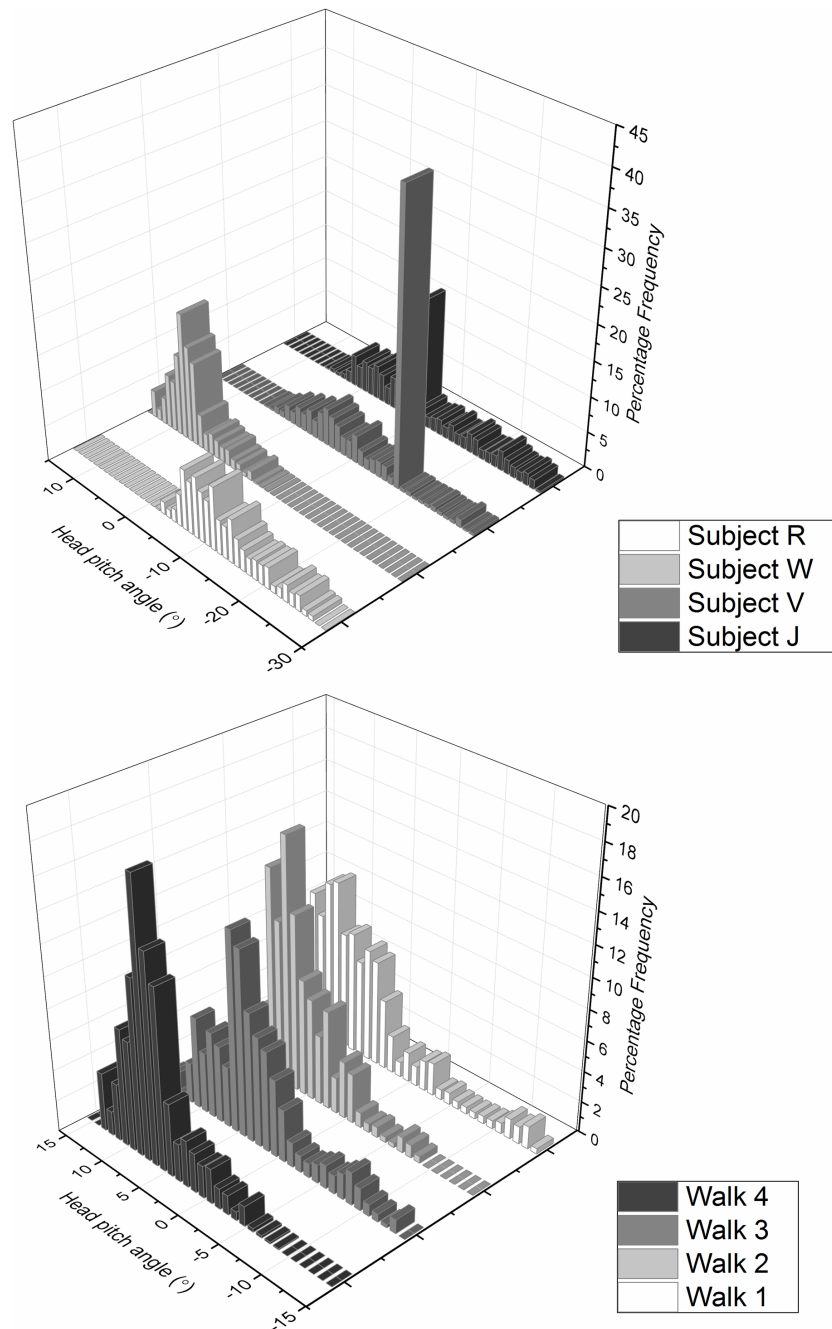 45
40
35
30
25
20
15
10
5
0
Percentage Frequency
10
0
-10
-20
-30
Head pitch angle (°)
Subject R
Subject W
Subject V
Subject J
20
18
16
14
12
10
8
6
4
2
0
Percentage Frequency
15
10
5
0
-5
-10
-15
Head pitch angle (°)
Walk 4
Walk 3
Walk 2
Walk 1